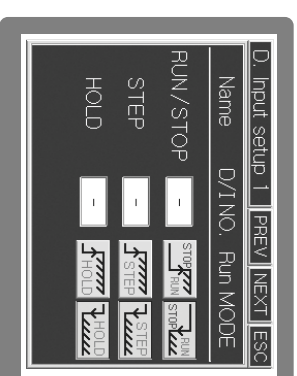 D. Input setup 1 PREV NEXT ESC
Name D/I NO. Run MODE
RUN/STOP - STOP RUN STOP RUN
STEP - STEP STEP
HOLD - HOLD HOLD